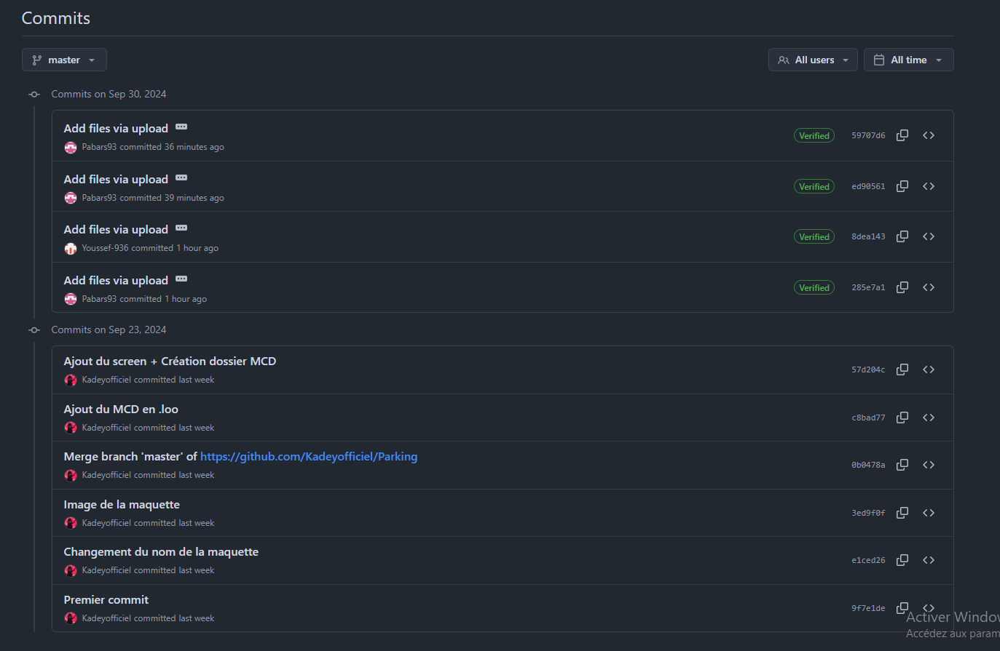 Commits
master
All users
All time
Commits on Sep 30, 2024
Add files via upload
Verified
59707d6
Pabars93 committed 36 minutes ago
Add files via upload
Verified
ed90561
Pabars93 committed 39 minutes ago
Add files via upload
Verified
8dea143
Youssef-936 committed 1 hour ago
Add files via upload
Verified
285e7a1
Pabars93 committed 1 hour ago
Commits on Sep 23, 2024
Ajout du screen + Création dossier MCD
57d204c
Kadeyofficiel committed last week
Ajout du MCD en .loo
c8bad77
Kadeyofficiel committed last week
Merge branch 'master' of https://github.com/Kadeyofficiel/Parking
0b0478a
Kadeyofficiel committed last week
Image de la maquette
3ed9f0f
Kadeyofficiel committed last week
Changement du nom de la maquette
e1ced26
Kadeyofficiel committed last week
Premier commit
9f7e1de
Kadeyofficiel committed last week
Activer Window
Accédez aux param